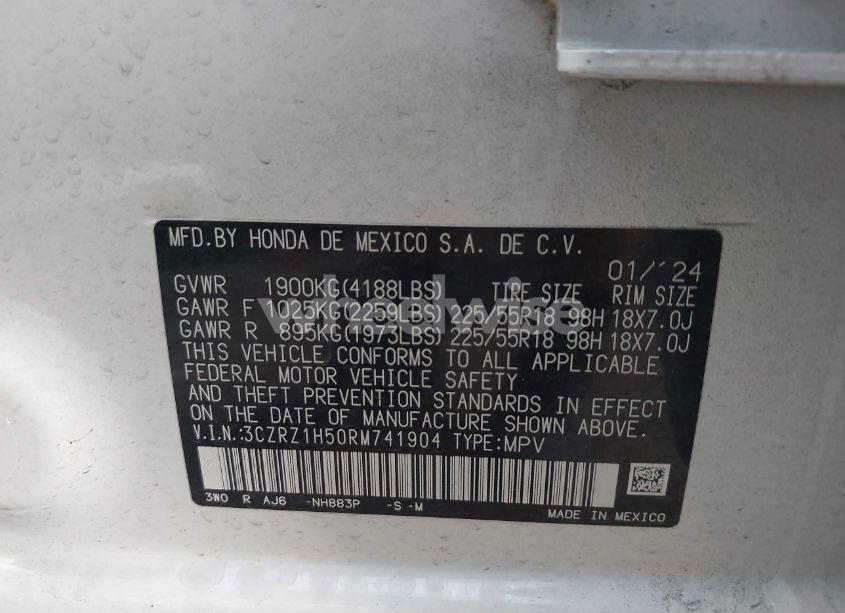 MFD.BY HONDA DE MEXICO S.A. DE C.V.
01/'24
GVWR 1900KG(4188LBS) TIRE SIZE RIM SIZE
GAWR F 1025KG(2259LBS) 225/55R18 98H 18X7.0J
GAWR R 895KG(1973LBS) 225/55R18 98H 18X7.0J
THIS VEHICLE CONFORMS TO ALL APPLICABLE
FEDERAL MOTOR VEHICLE SAFETY
AND THEFT PREVENTION STANDARDS IN EFFECT
ON THE DATE OF MANUFACTURE SHOWN ABOVE.
V.I.N.:3CZRZ1H50RM741904 TYPE:MPV
3WO R AJ6 -NH883P -S -M
MADE IN MEXICO
wheelwise